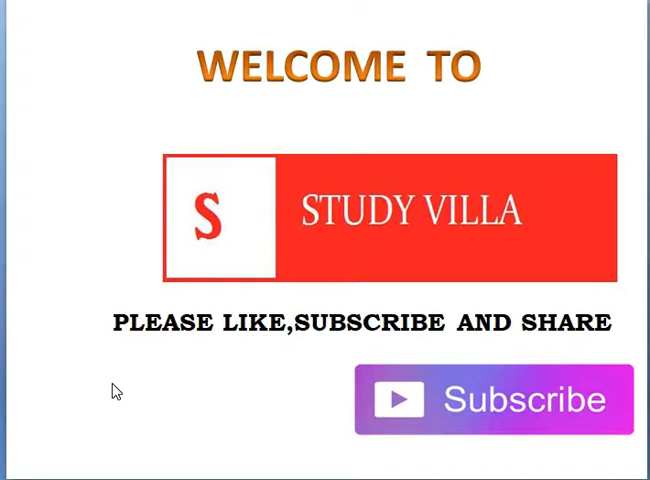 WELCOME TO
S
STUDY VILLA
PLEASE LIKE,SUBSCRIBE AND SHARE
Subscribe